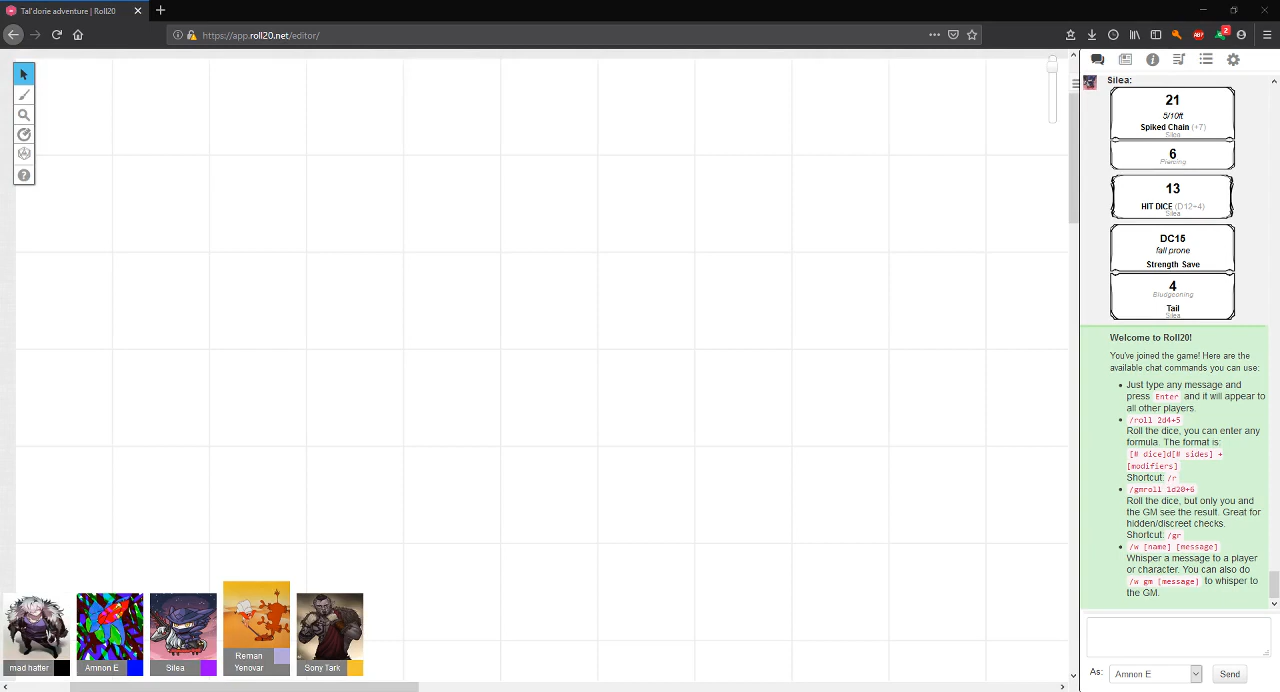 Tal'dorie adventure | Roll20
https://app.roll20.net/editor/
ABP
2
Silea:
21
5/10ft
Spiked Chain (+7)
Silea
6
Piercing
13
HIT DICE (D12+4)
Silea
DC15
fall prone
Strength Save
4
Bludgeoning
Tail
Silea
Welcome to Roll20!
You've joined the game! Here are the
available chat commands you can use:
• Just type any message and
press Enter and it will appear to
all other players.
• /roll 2d4+5
Roll the dice, you can enter any
formula. The format is:
[# dice]d[# sides] +
[modifiers]
Shortcut: /r
• /gmroll 1d20+6
Roll the dice, but only you and
the GM see the result. Great for
hidden/discreet checks.
Shortcut: /gr
• /w [name] [message]
Whisper a message to a player
or character. You can also do
/w gm [message] to whisper to
the GM.
mad hatter
Amnon E.
Silea
Reman
Yenovar
Sony Tark
As:
Amnon E
Send